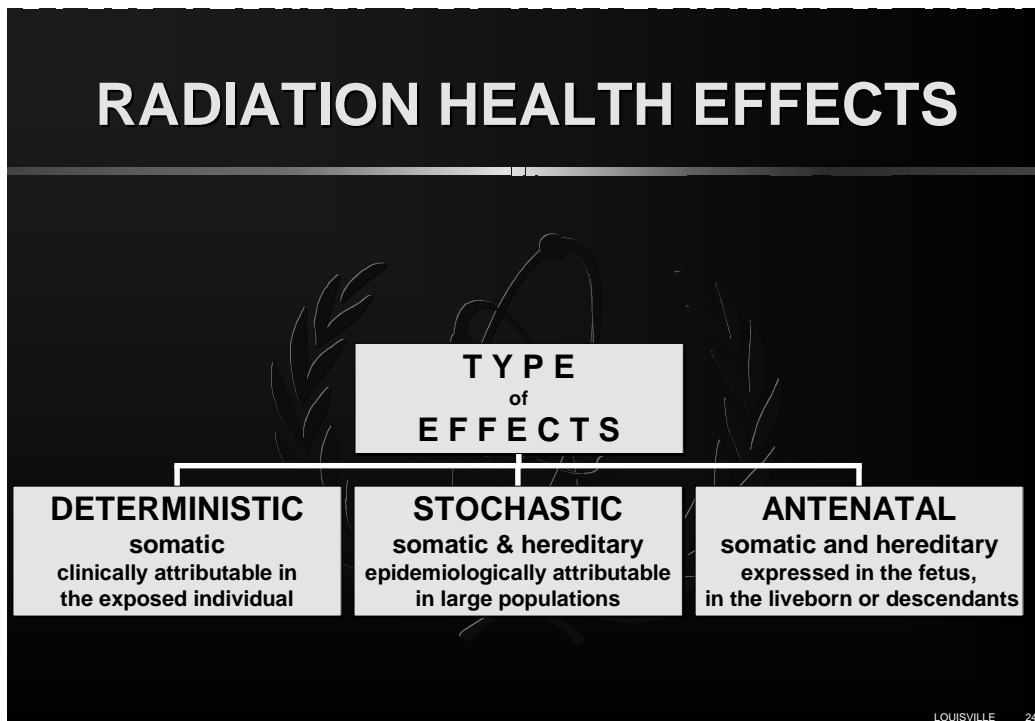 RADIATION HEALTH EFFECTS
T Y P E
of
E F F E C T S
DETERMINISTIC
somatic
clinically attributable in
the exposed individual
STOCHASTIC
somatic & hereditary
epidemiologically attributable
in large populations
ANTENATAL
somatic and hereditary
expressed in the fetus,
in the liveborn or descendants
LOUISVILLE 24